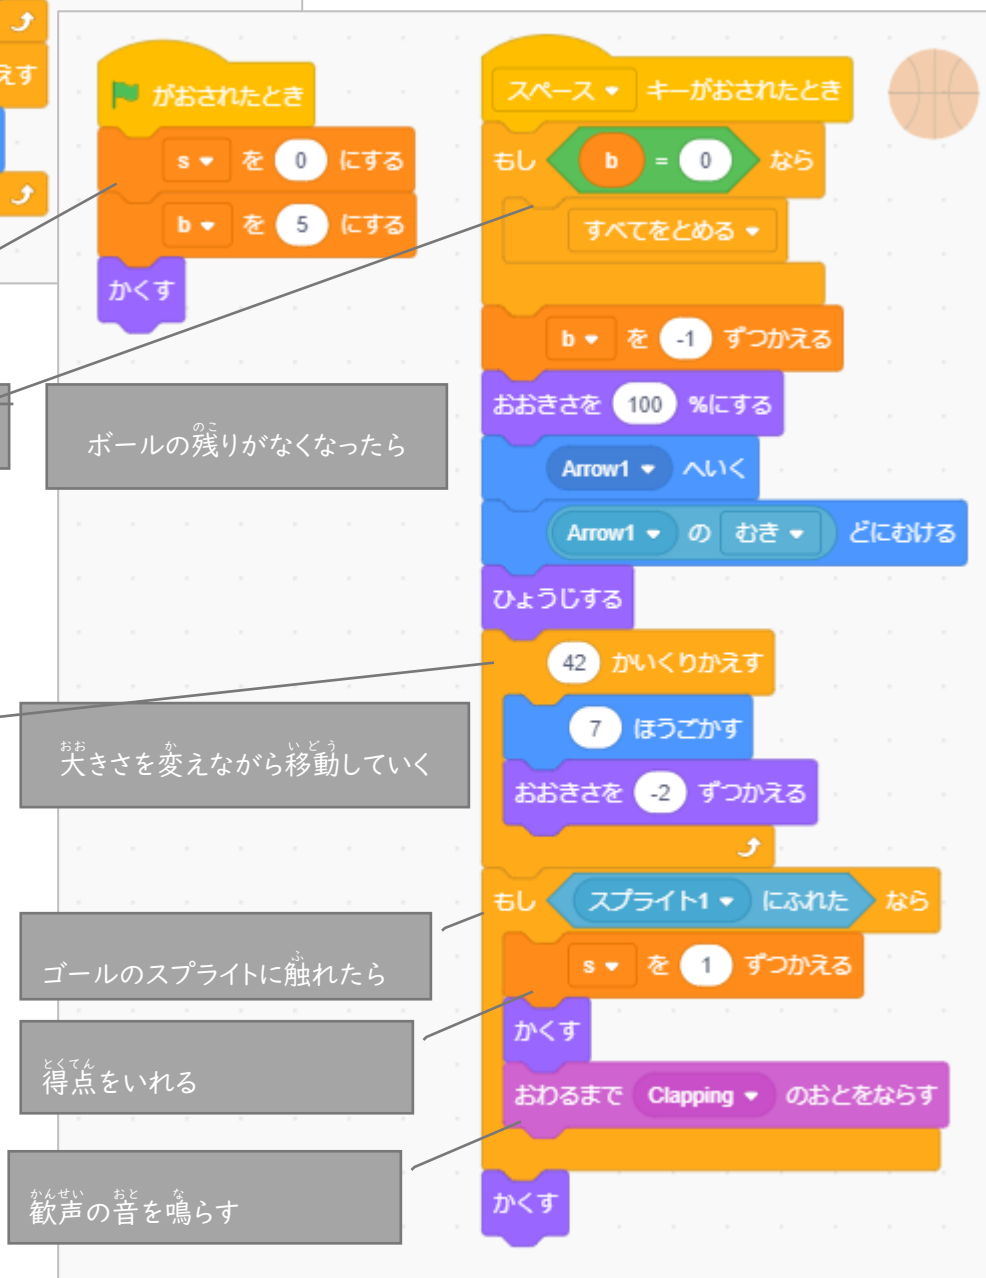 えす
がおされたとき
s を 0 にする
b を 5 にする
かくす
スペース キーがおされたとき
もし b = 0 なら
すべてをとめる
b を -1 ずつかえる
おおきさを 100 %にする
Arrow1 へいく
Arrow1 の むき どにむける
ひょうじする
42 かいくりかえす
7 ほうごかす
おおきさを -2 ずつかえる
もし スプライト1 にふれた なら
s を 1 ずつかえる
かくす
おわるまで Clapping のおとをならす
かくす
のこ
ボールの残りがなくなったら
おお か いどう
大きさを変えながら移動していく
ふ
ゴールのスプライトに触れたら
とくてん
得点をいれる
かんせい おと な
歓声の音を鳴らす